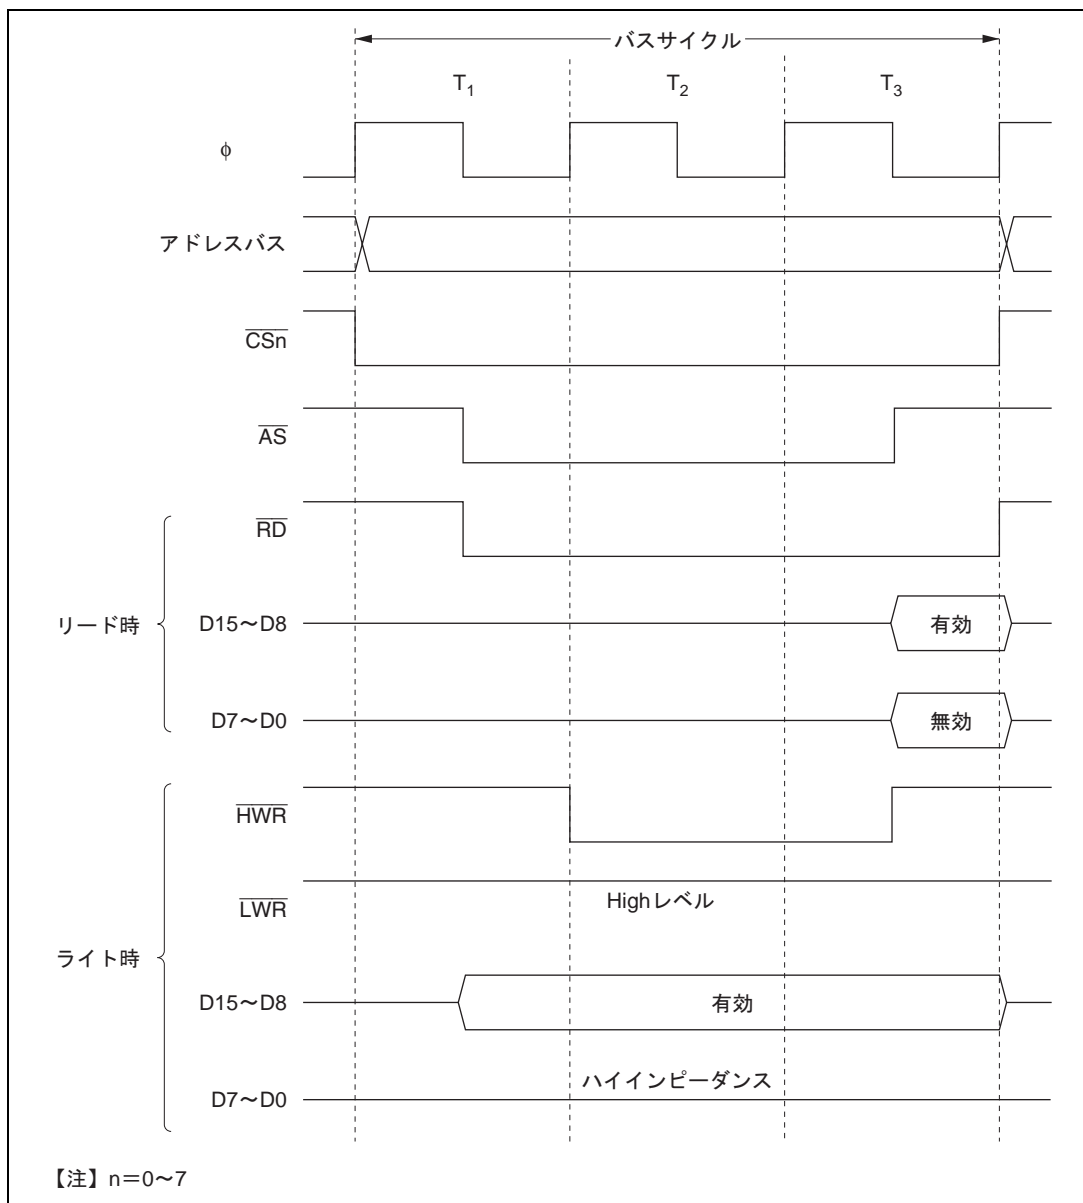 バスサイクル
T1 T2 T3
φ
アドレスバス
CSn
AS
RD
リード時
D15～D8 有効
D7～D0 無効
HWR
LWR Highレベル
ライト時
D15～D8 有効
D7～D0 ハイインピーダンス
【注】n＝0～7